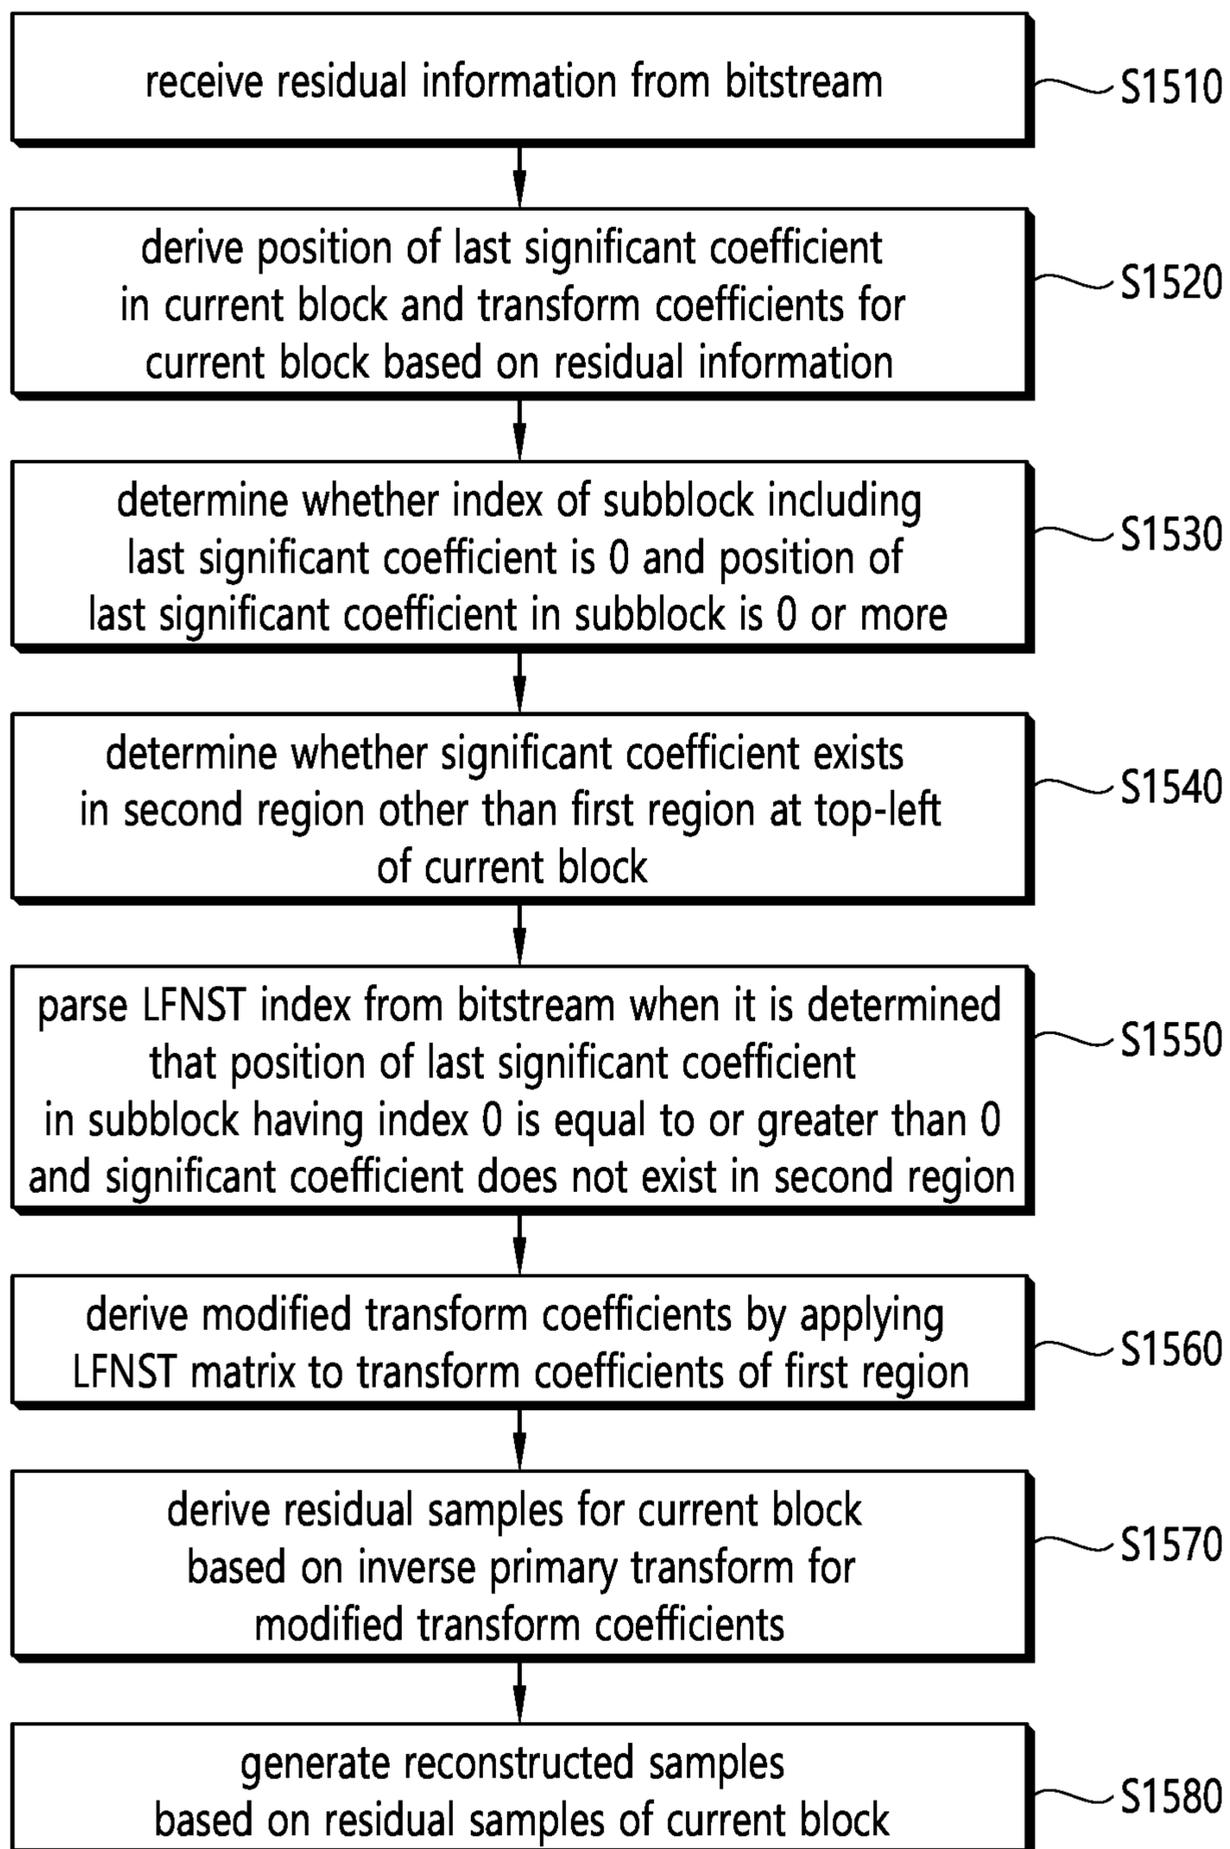 receive residual information from bitstream
S1510
derive position of last significant coefficient
in current block and transform coefficients for
current block based on residual information
S1520
determine whether index of subblock including
last significant coefficient is 0 and position of
last significant coefficient in subblock is 0 or more
S1530
determine whether significant coefficient exists
in second region other than first region at top-left
of current block
S1540
parse LFNST index from bitstream when it is determined
that position of last significant coefficient
in subblock having index 0 is equal to or greater than 0
and significant coefficient does not exist in second region
S1550
derive modified transform coefficients by applying
LFNST matrix to transform coefficients of first region
S1560
derive residual samples for current block
based on inverse primary transform for
modified transform coefficients
S1570
generate reconstructed samples
based on residual samples of current block
S1580